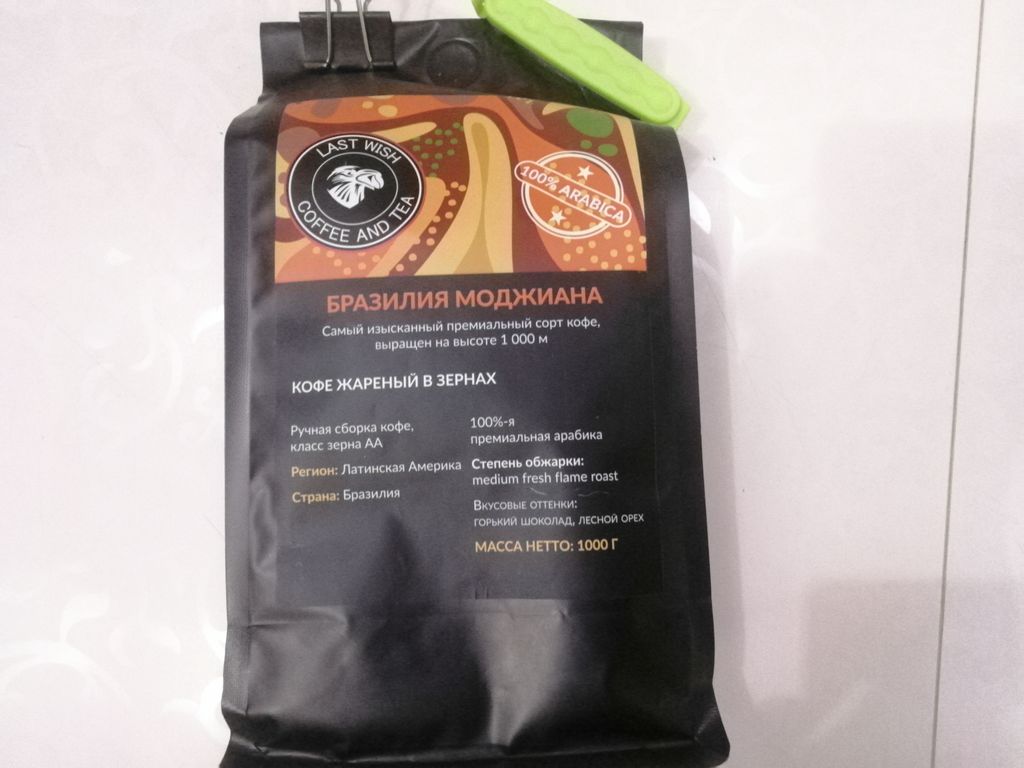 LAST WISH
COFFEE AND TEA
100% ARABICA
БРАЗИЛИЯ МОДЖИАНА
Самый изысканный премиальный сорт кофе,
выращен на высоте 1 000 м
КОФЕ ЖАРЕНЫЙ В ЗЕРНАХ
Ручная сборка кофе,
класс зерна АА
Регион: Латинская Америка
Страна: Бразилия
100%-я
премиальная арабика
Степень обжарки:
medium fresh flame roast
Вкусовые оттенки:
горький шоколад, лесной орех
МАССА НЕТТО: 1000 Г